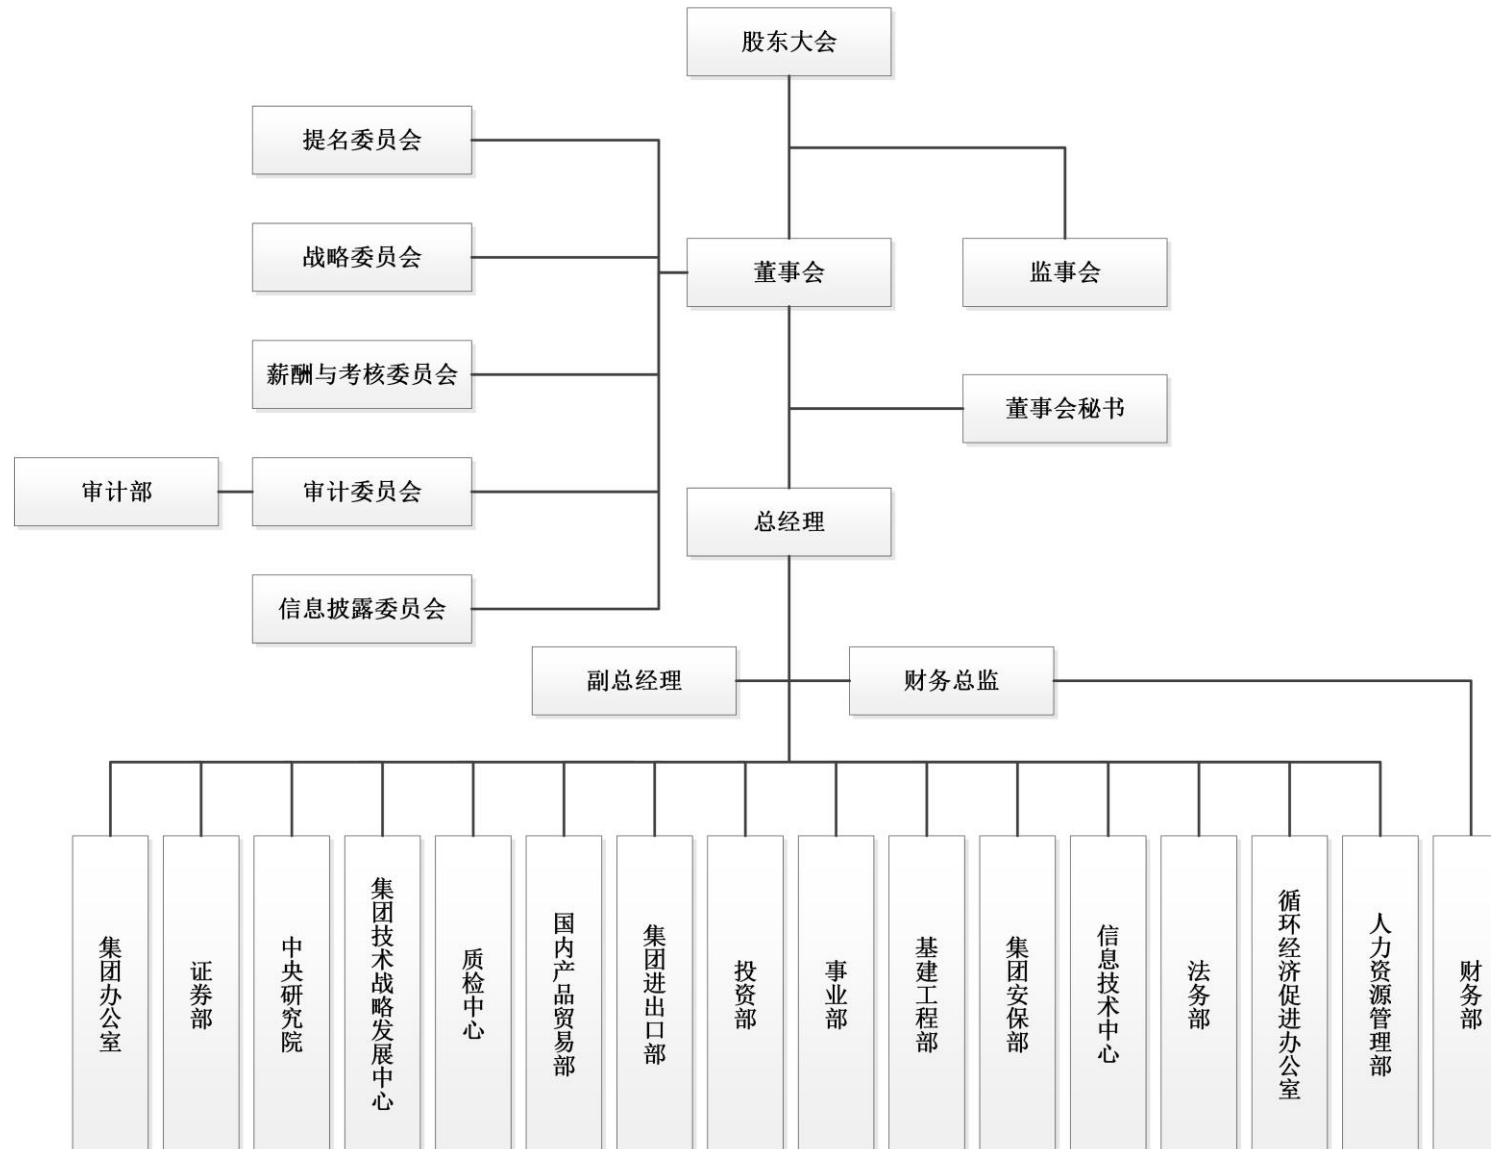 股东大会
提名委员会
战略委员会
董事会
监事会
薪酬与考核委员会
董事会秘书
审计部
审计委员会
总经理
信息披露委员会
副总经理
财务总监
集团办公室
证券部
中央研究院
集团技术战略发展中心
质检中心
国内产品贸易部
集团进出口部
投资部
事业部
基建工程部
集团安保部
信息技术中心
法务部
循环经济促进办公室
人力资源管理部
财务部